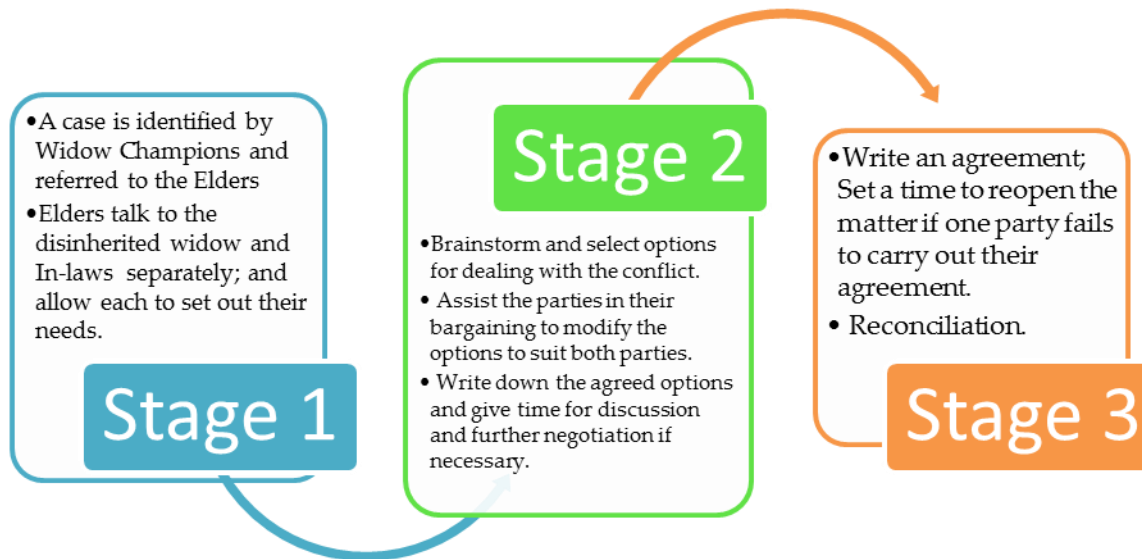 •A case is identified by
Widow Champions and
referred to the Elders
•Elders talk to the
disinherited widow and
In-laws separately; and
allow each to set out their
needs.
Stage 1
Stage 2
•Brainstorm and select options
for dealing with the conflict.
• Assist the parties in their
bargaining to modify the
options to suit both parties.
• Write down the agreed options
and give time for discussion
and further negotiation if
necessary.
•Write an agreement;
Set a time to reopen the
matter if one party fails
to carry out their
agreement.
• Reconciliation.
Stage 3